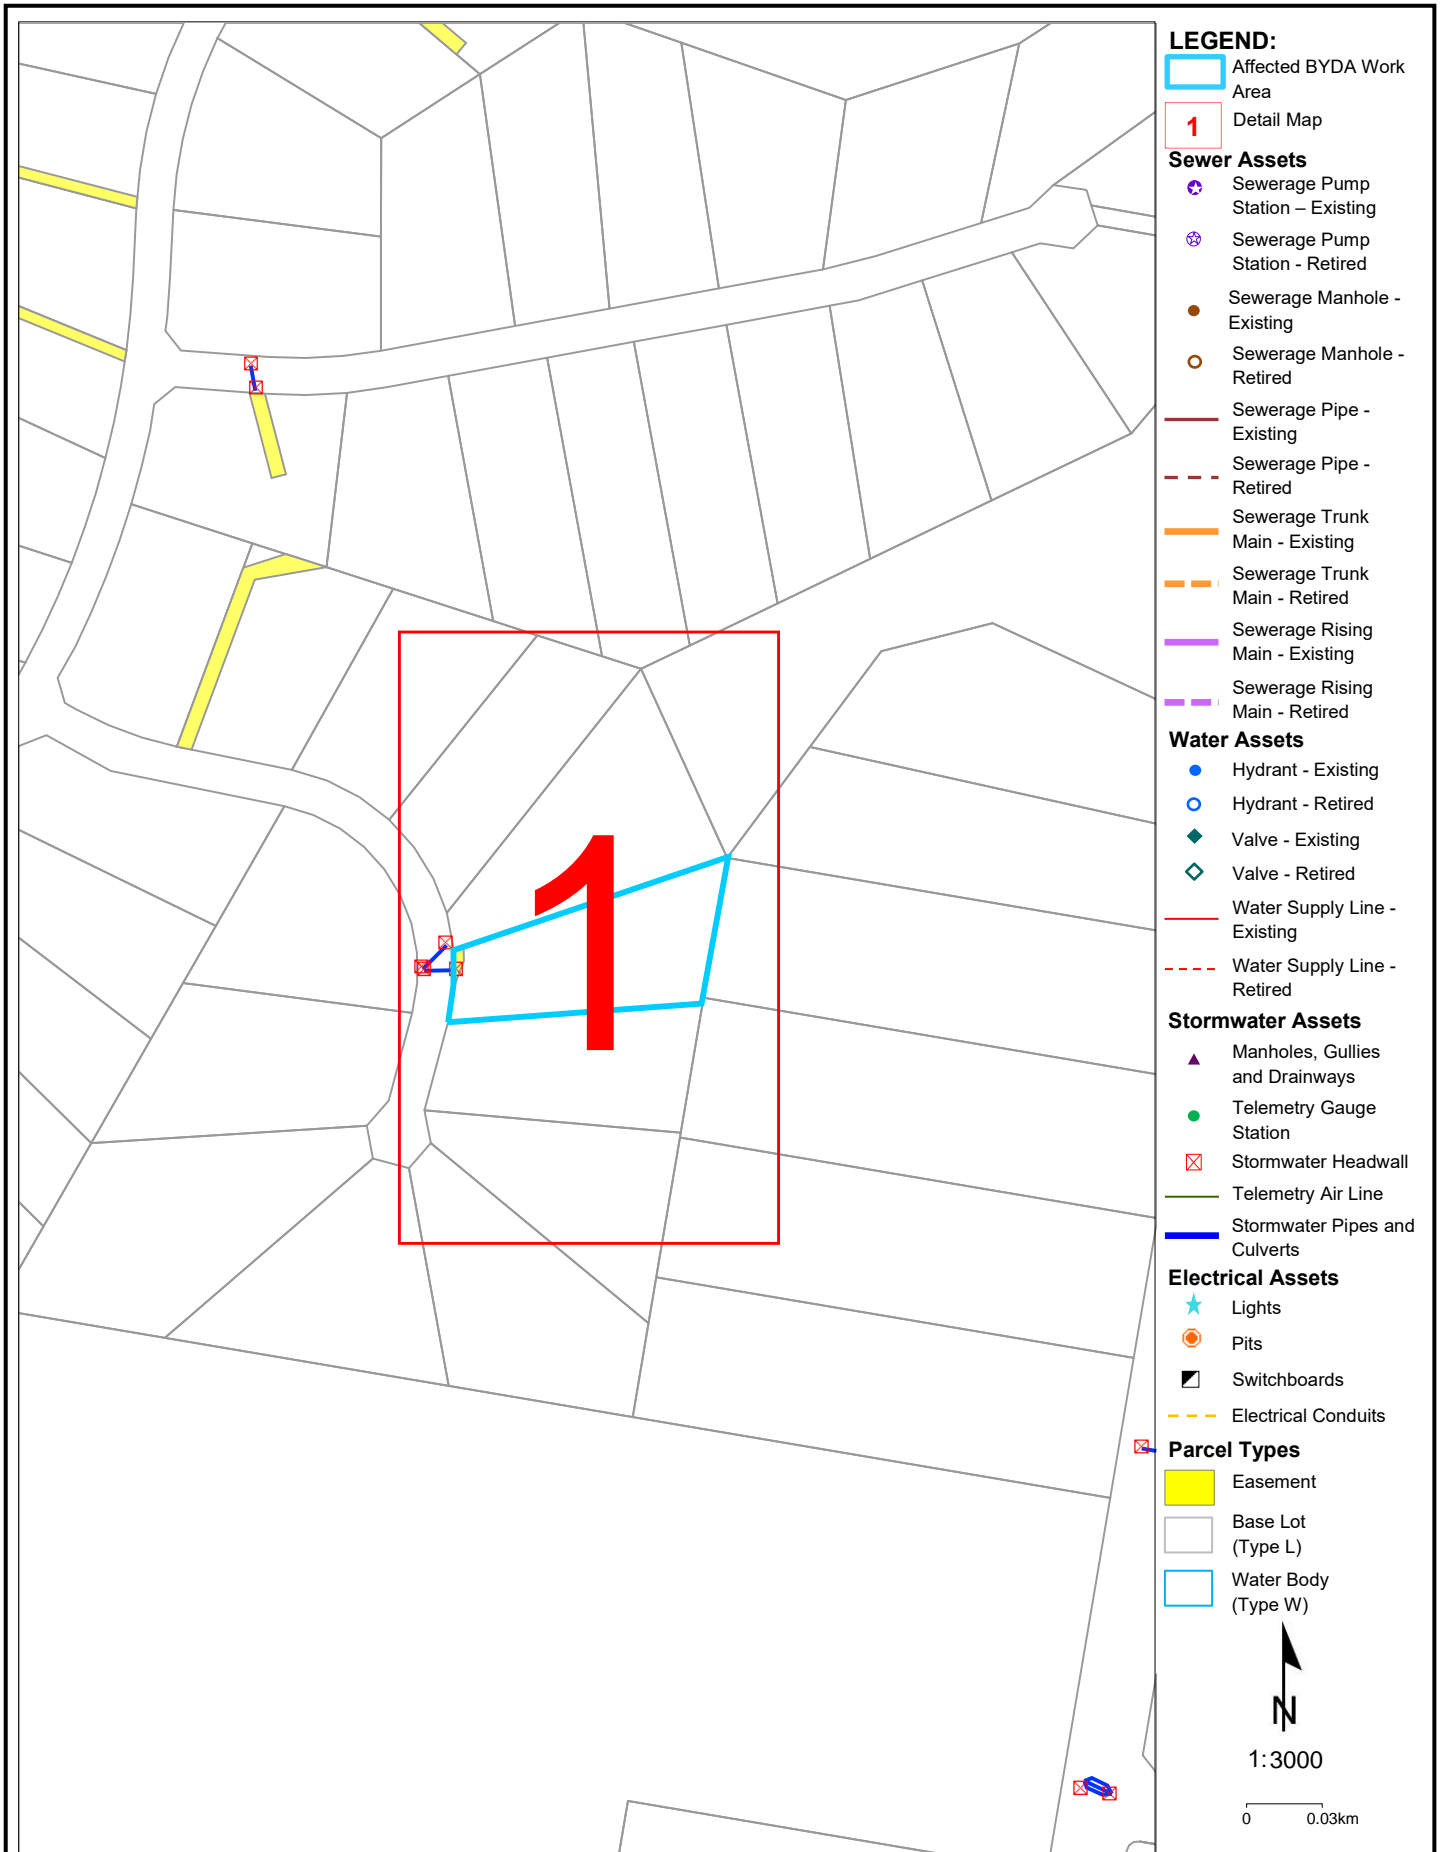 LEGEND:
Affected BYDA Work
Area
1
Detail Map
Sewer Assets
Sewerage Pump
Station – Existing
Sewerage Pump
Station - Retired
Sewerage Manhole -
Existing
Sewerage Manhole -
Retired
Sewerage Pipe -
Existing
Sewerage Pipe -
Retired
Sewerage Trunk
Main - Existing
Sewerage Trunk
Main - Retired
Sewerage Rising
Main - Existing
Sewerage Rising
Main - Retired
Water Assets
Hydrant - Existing
Hydrant - Retired
Valve - Existing
Valve - Retired
Water Supply Line -
Existing
Water Supply Line -
Retired
Stormwater Assets
Manholes, Gullies
and Drainways
Telemetry Gauge
Station
Stormwater Headwall
Telemetry Air Line
Stormwater Pipes and
Culverts
Electrical Assets
Lights
Pits
Switchboards
Electrical Conduits
Parcel Types
Easement
Base Lot
(Type L)
Water Body
(Type W)
N
1:3000
0 0.03km
1